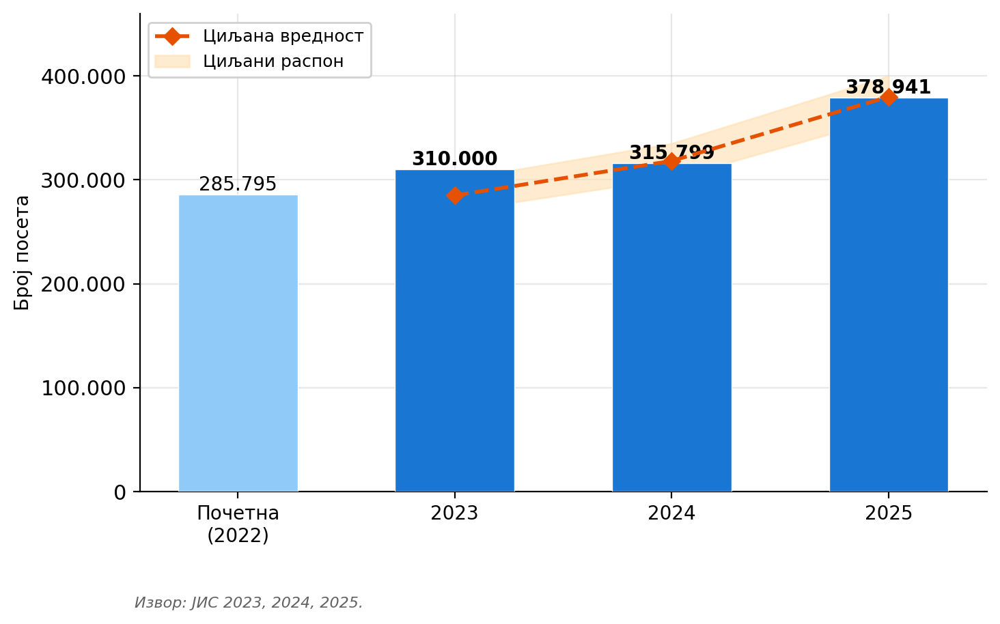 Циљана вредност
Циљани распон
Број посета
400.000
300.000
200.000
100.000
0
285.795
310.000
315.799
378.941
Почетна
(2022)
2023
2024
2025
Извор: ЈИС 2023, 2024, 2025.